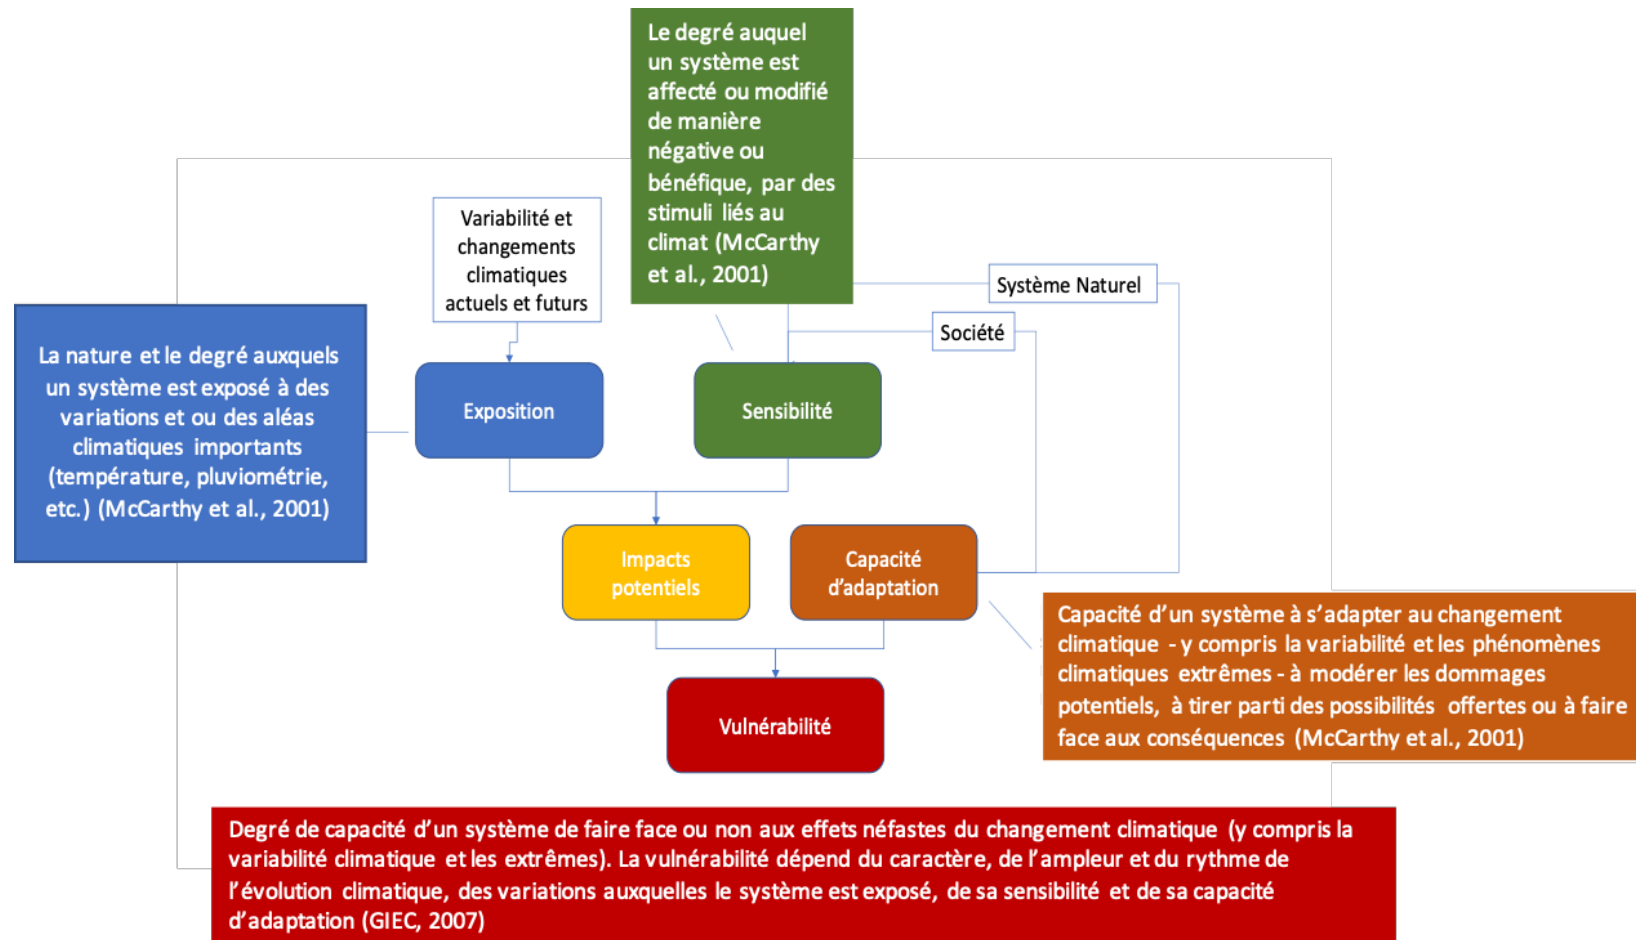 Le degré auquel
un système est
affecté ou modifié
de manière
négative ou
bénéfique, par des
stimuli liés au
climat (McCarthy
et al., 2001)
Variabilité et
changements
climatiques
actuels et futurs
Système Naturel
Société
La nature et le degré auxquels
un système est exposé à des
variations et ou des aléas
climatiques importants
(température, pluviométrie,
etc.) (McCarthy et al., 2001)
Exposition
Sensibilité
Impacts
potentiels
Capacité
d’adaptation
Capacité d’un système à s’adapter au changement
climatique - y compris la variabilité et les phénomènes
climatiques extrêmes - à modérer les dommages
potentiels, à tirer parti des possibilités offertes ou à faire
face aux conséquences (McCarthy et al., 2001)
Vulnérabilité
Degré de capacité d’un système de faire face ou non aux effets néfastes du changement climatique (y compris la
variabilité climatique et les extrêmes). La vulnérabilité dépend du caractère, de l’ampleur et du rythme de
l’évolution climatique, des variations auxquelles le système est exposé, de sa sensibilité et de sa capacité
d’adaptation (GIEC, 2007)